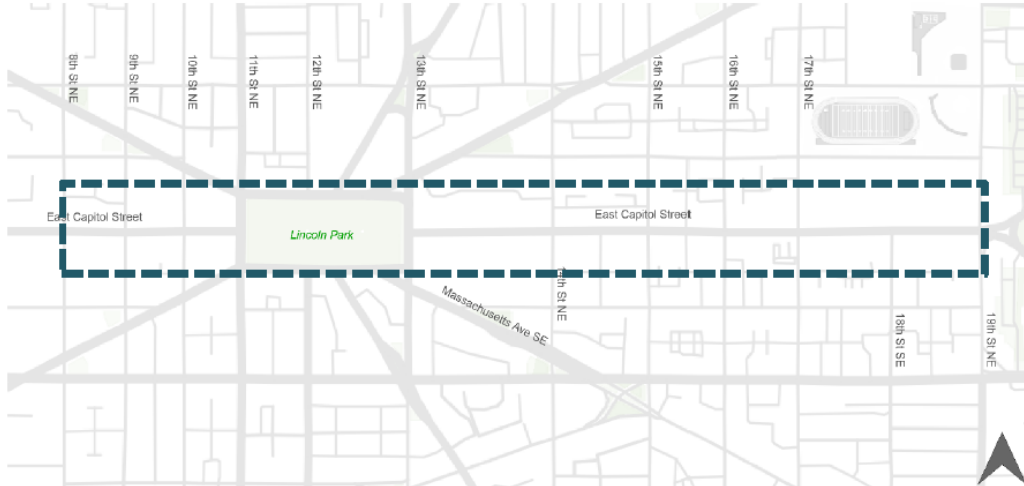 8th St NE
9th St NE
10th St NE
11th St NE
12th St NE
13th St NE
15th St NE
16th St NE
17th St NE
East Capitol Street
East Capitol Street
Lincoln Park
th St NE
Massachusetts Ave SE
18th St SE
19th St NE